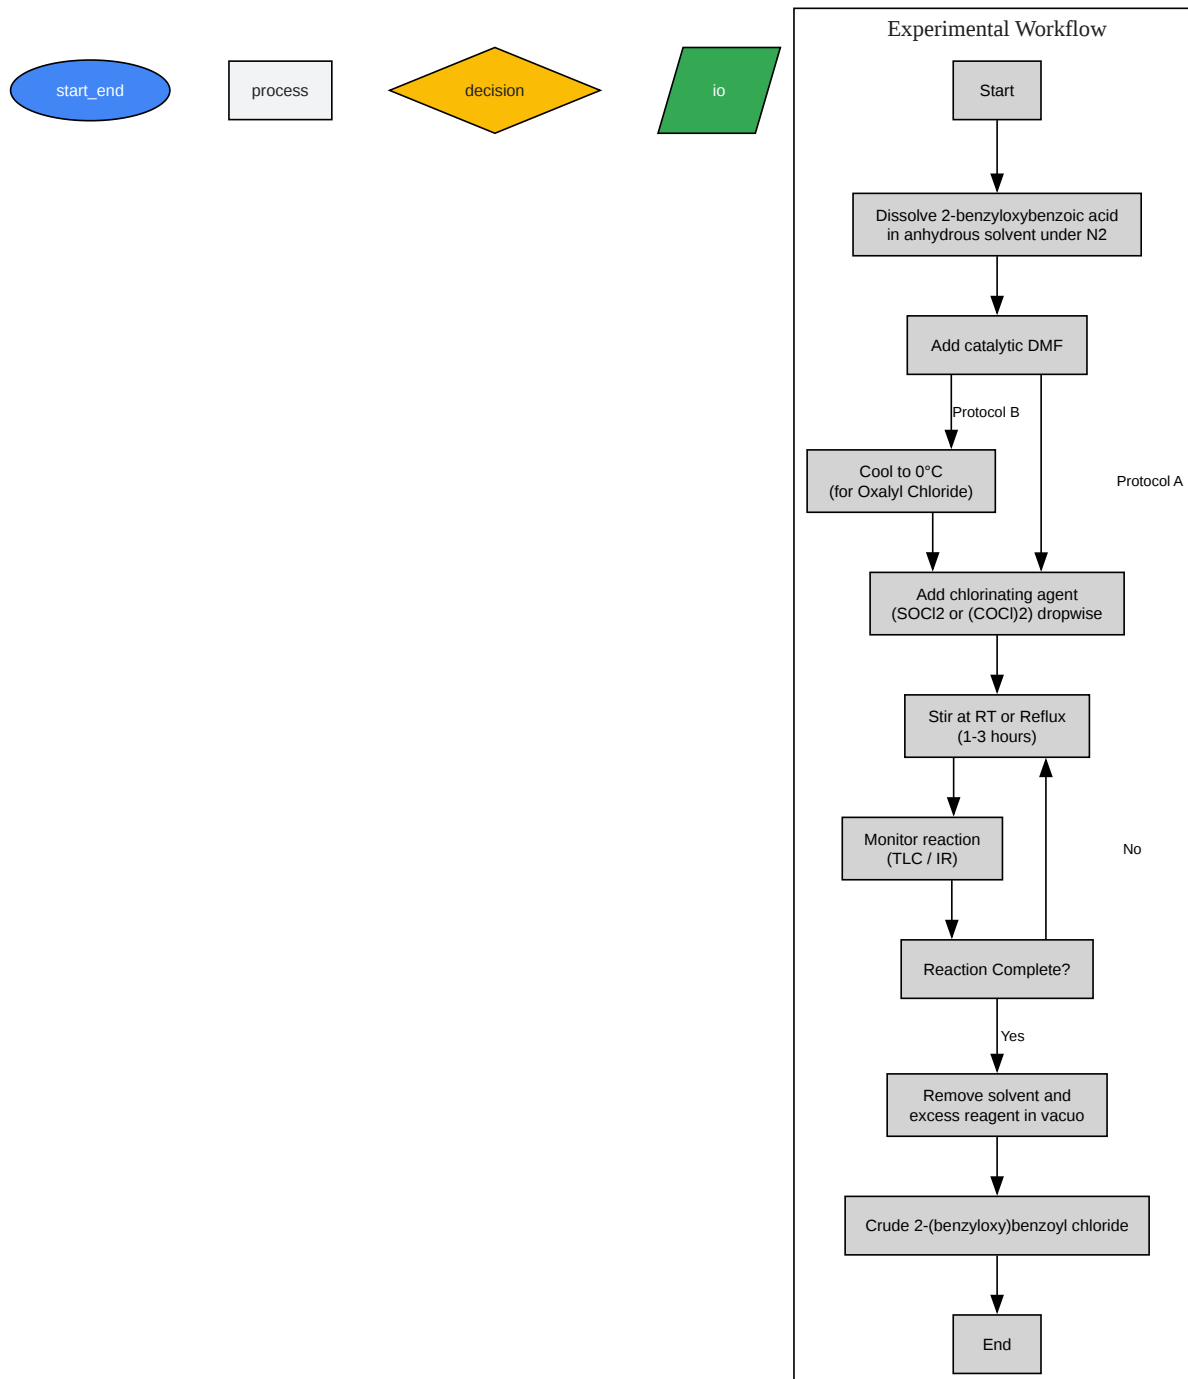 Experimental Workflow
start_end
process
decision
io
Start
Dissolve 2-benzyloxybenzoic acid
in anhydrous solvent under N2
Add catalytic DMF
Protocol B
Cool to 0°C
(for Oxalyl Chloride)
Protocol A
Add chlorinating agent
(SOCl2 or (COCl)2) dropwise
Stir at RT or Reflux
(1-3 hours)
Monitor reaction
(TLC / IR)
No
Reaction Complete?
Yes
Remove solvent and
excess reagent in vacuo
Crude 2-(benzyloxy)benzoyl chloride
End